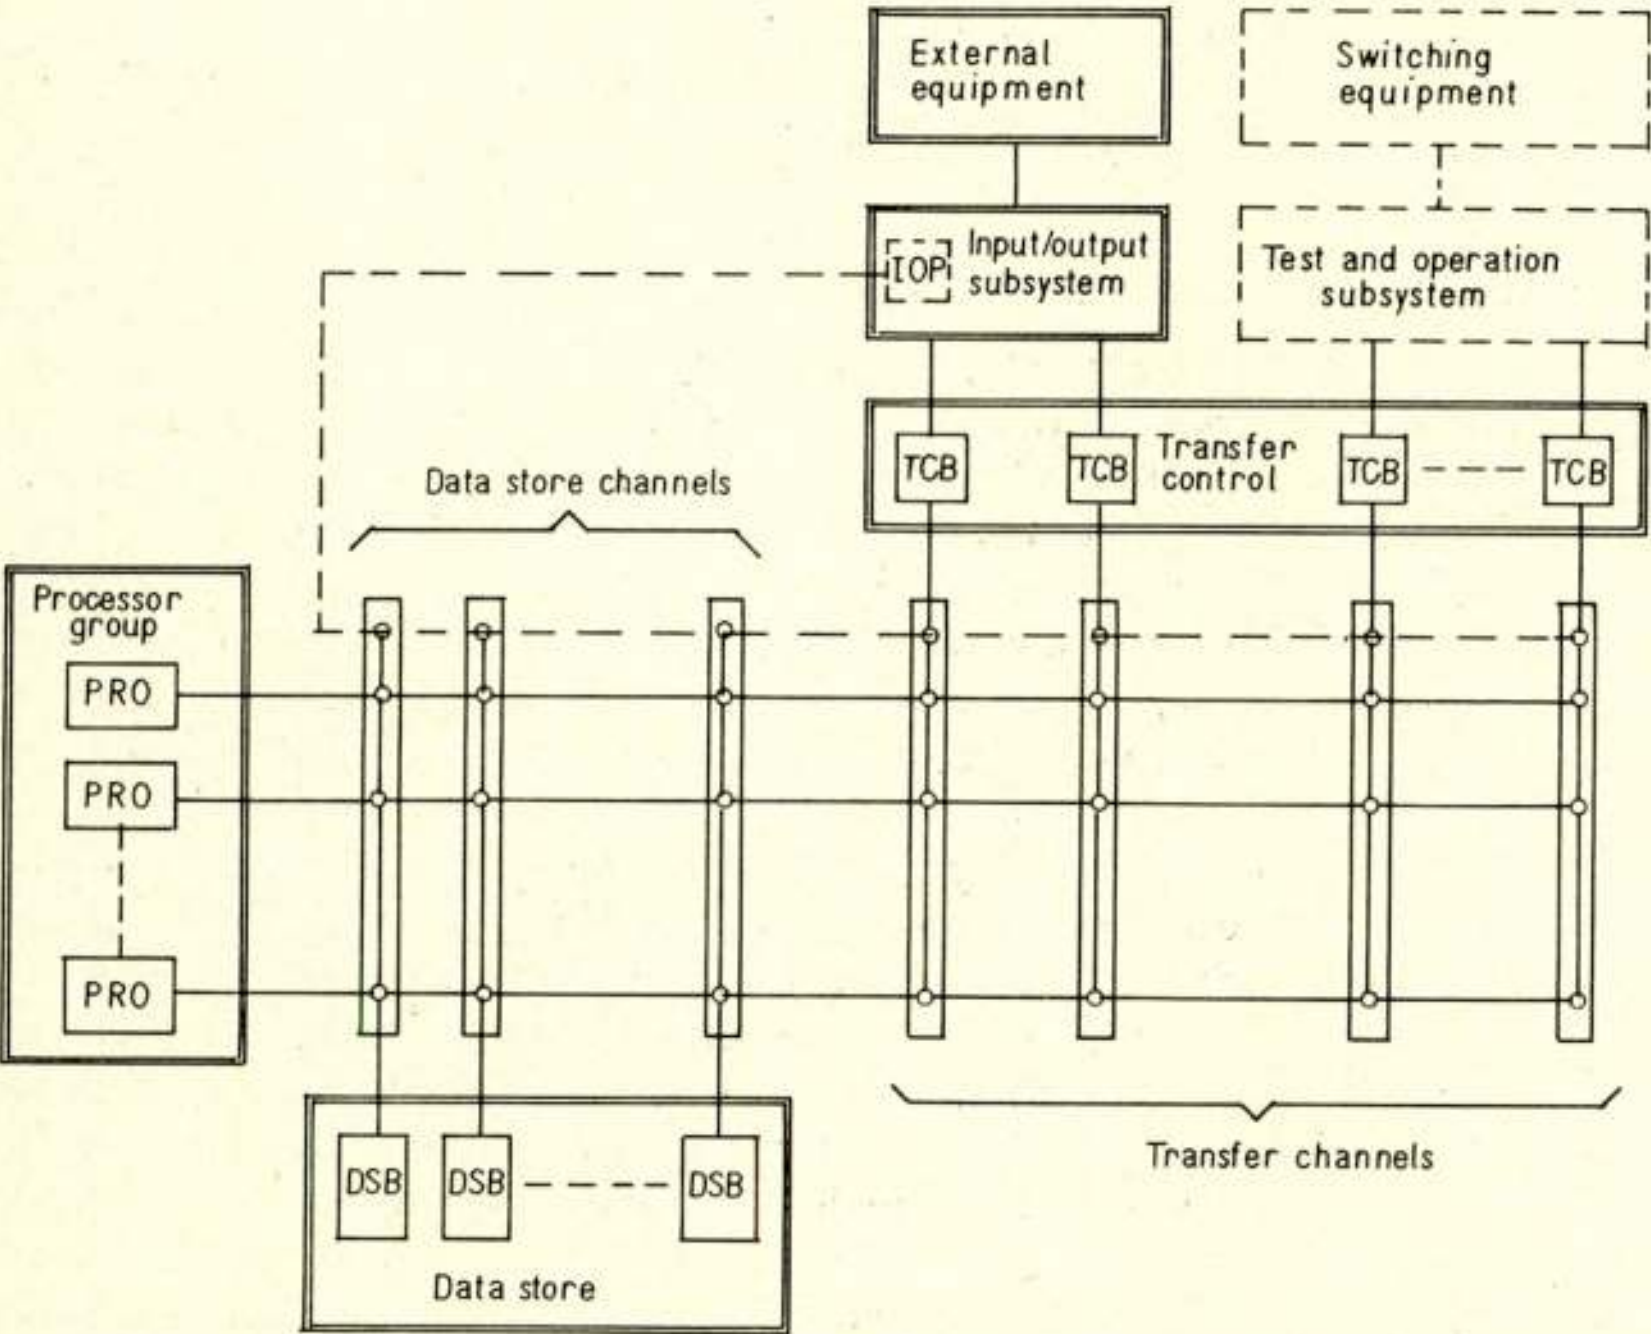 External
equipment
Switching
equipment
IOP
Input/output
subsystem
Test and operation
subsystem
TCB
TCB
Transfer
control
TCB
TCB
Data store channels
Processor
group
PRO
PRO
PRO
DSB
DSB
DSB
Data store
Transfer channels